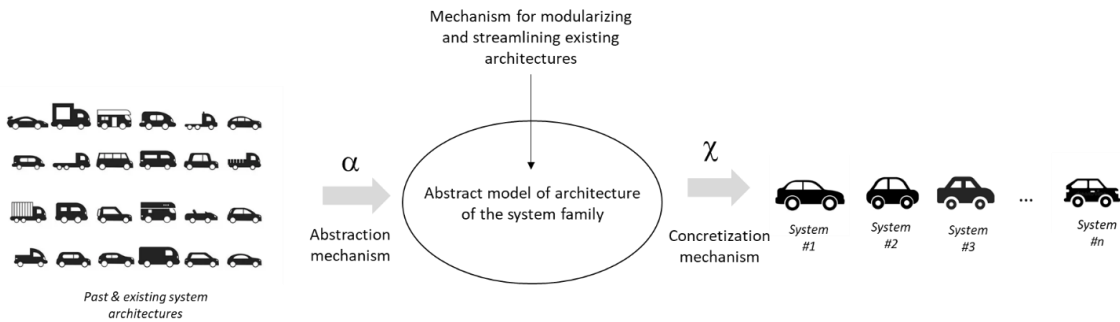 Mechanism for modularizing
and streamlining existing
architectures
α
Abstraction
mechanism
Abstract model of architecture
of the system family
χ
Concretization
mechanism
System
#1
System
#2
System
#3
...
System
#n
Past & existing system
architectures